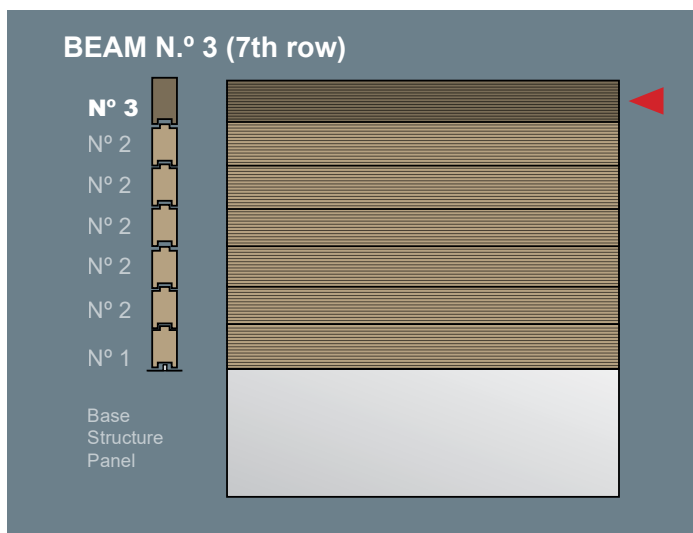 BEAM N.º 3 (7th row)
Nº 3
Nº 2
Nº 2
Nº 2
Nº 2
Nº 2
Nº 1
Base
Structure
Panel